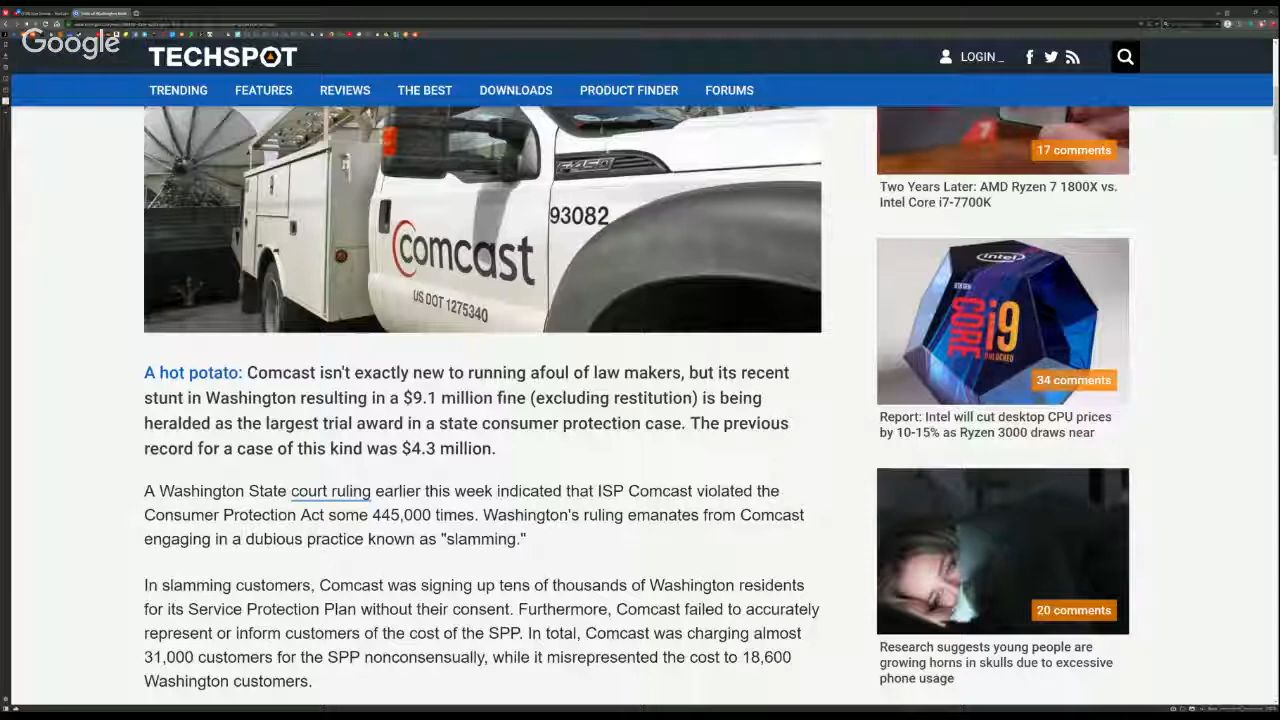 Google
TECHSPOT
LOGIN _
TRENDING FEATURES REVIEWS THE BEST DOWNLOADS PRODUCT FINDER FORUMS
F-450
93082
comcast
US DOT 1275340
A hot potato: Comcast isn't exactly new to running afoul of law makers, but its recent
stunt in Washington resulting in a $9.1 million fine (excluding restitution) is being
heralded as the largest trial award in a state consumer protection case. The previous
record for a case of this kind was $4.3 million.
A Washington State court ruling earlier this week indicated that ISP Comcast violated the
Consumer Protection Act some 445,000 times. Washington's ruling emanates from Comcast
engaging in a dubious practice known as "slamming."
In slamming customers, Comcast was signing up tens of thousands of Washington residents
for its Service Protection Plan without their consent. Furthermore, Comcast failed to accurately
represent or inform customers of the cost of the SPP. In total, Comcast was charging almost
31,000 customers for the SPP nonconsensually, while it misrepresented the cost to 18,600
Washington customers.
7
17 comments
Two Years Later: AMD Ryzen 7 1800X vs.
Intel Core i7-7700K
intel
CORE i9
UNLOCKED
34 comments
Report: Intel will cut desktop CPU prices
by 10-15% as Ryzen 3000 draws near
20 comments
Research suggests young people are
growing horns in skulls due to excessive
phone usage